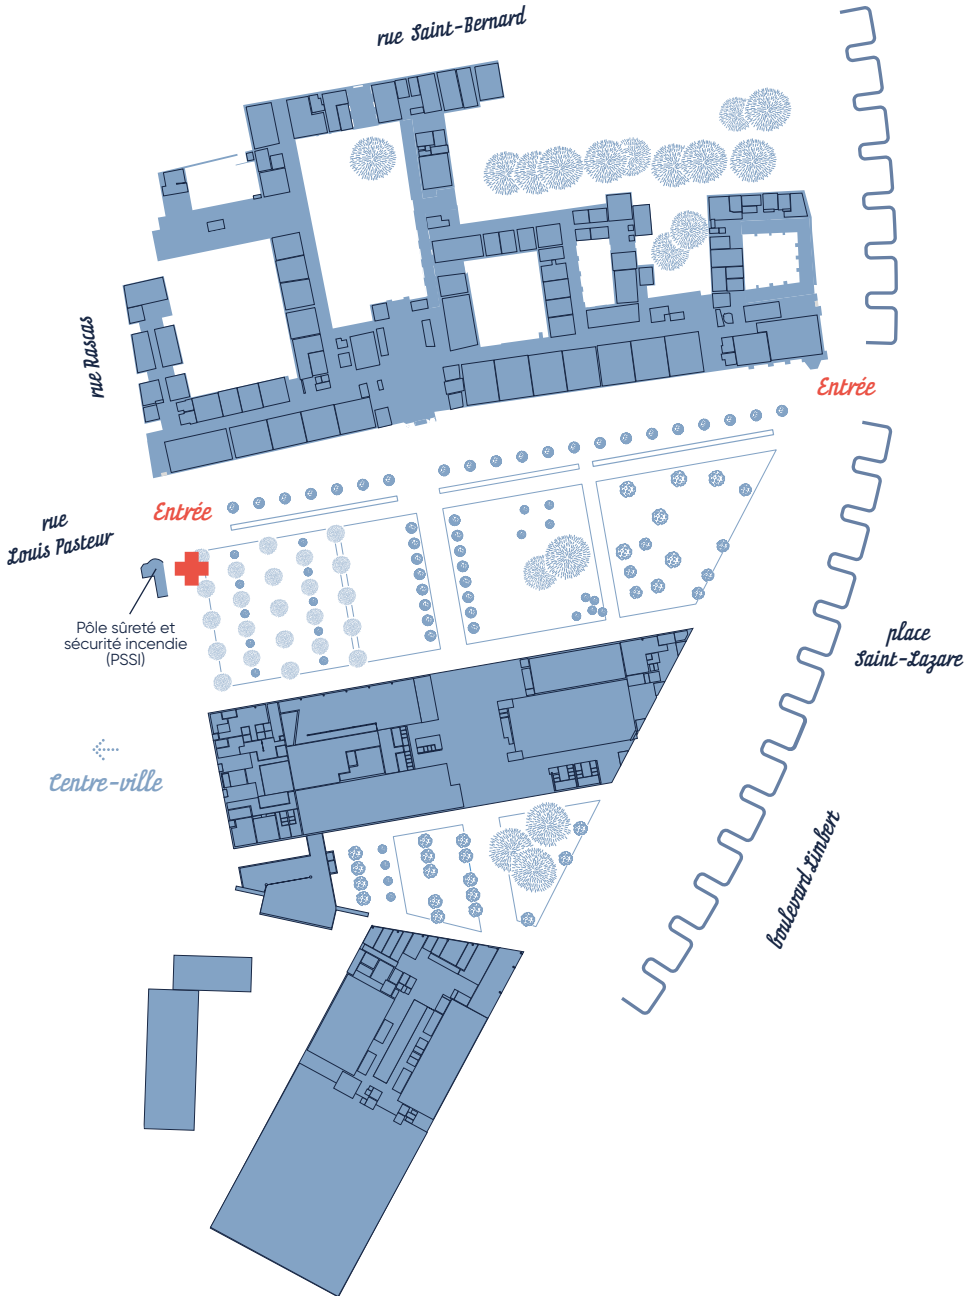 rue Saint-Bernard
rue Rascas
Entrée
Entrée
rue
Louis Pasteur
Pôle sûreté et
sécurité incendie
(PSSI)
place
Saint-Lazare
Centre-ville
boulevard Limbert